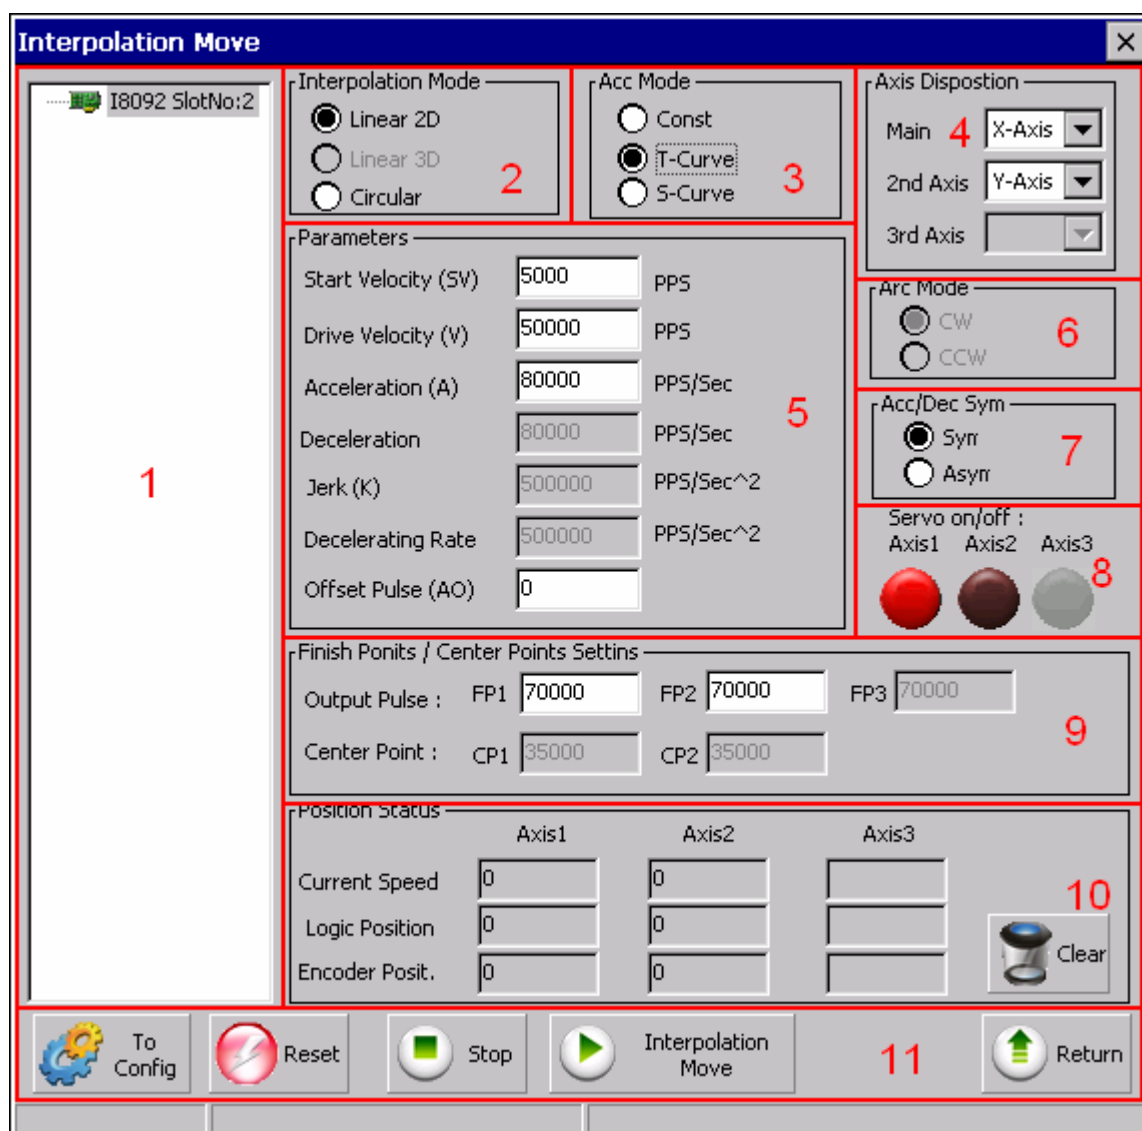 Interpolation Move
I8092 SlotNo:2
1
Interpolation Mode
Linear 2D
Linear 3D
Circular
2
Acc Mode
Const
T-Curve
S-Curve
3
Axis Dispostion
Main 4 X-Axis
2nd Axis Y-Axis
3rd Axis
Parameters
Start Velocity (SV) 5000 PPS
Drive Velocity (V) 50000 PPS
Acceleration (A) 80000 PPS/Sec
Deceleration 80000 PPS/Sec
Jerk (K) 500000 PPS/Sec^2
Decelerating Rate 500000 PPS/Sec^2
Offset Pulse (AO) 0
5
Arc Mode
CW
CCW
6
Acc/Dec Sym
Sym
Asym
7
Servo on/off :
Axis1 Axis2 Axis3
8
Finish Ponits / Center Points Settins
Output Pulse : FP1 70000 FP2 70000 FP3 70000
Center Point : CP1 35000 CP2 35000
9
Position Status
Axis1 Axis2 Axis3
Current Speed 0 0
Logic Position 0 0
Encoder Posit. 0 0
10
Clear
To Config
Reset
Stop
Interpolation Move
11
Return